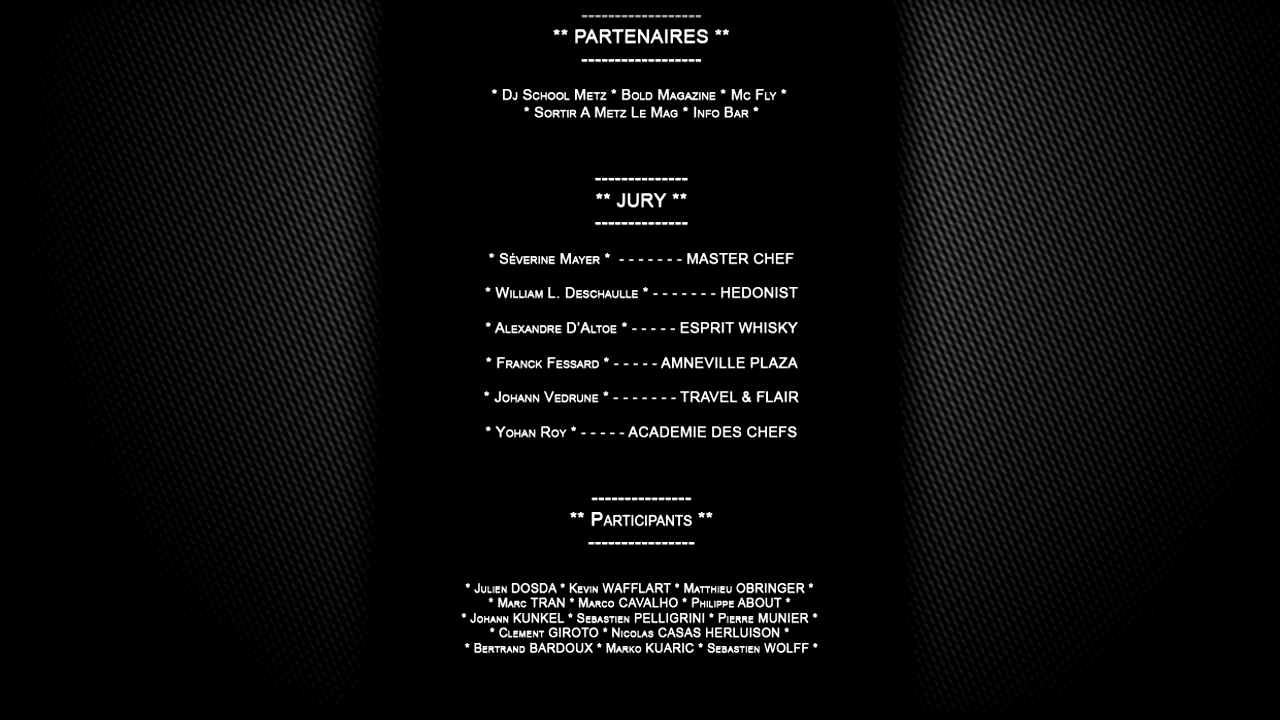 ------------------
** PARTENAIRES **
------------------
* Dj School Metz * Bold Magazine * Mc Fly *
* Sortir A Metz Le Mag * Info Bar *
--------------
** JURY **
--------------
* Séverine Mayer * - - - - - - - MASTER CHEF
* William L. Deschaulle * - - - - - - - HEDONIST
* Alexandre D'Altoe * - - - - - ESPRIT WHISKY
* Franck Fessard * - - - - - AMNEVILLE PLAZA
* Johann Vedrune * - - - - - - - TRAVEL & FLAIR
* Yohan Roy * - - - - - ACADEMIE DES CHEFS
---------------
** Participants **
----------------
* Julien DOSDA * Kevin WAFFLART * Matthieu OBRINGER *
* Marc TRAN * Marco CAVALHO * Philippe ABOUT *
* Johann KUNKEL * Sebastien PELLIGRINI * Pierre MUNIER *
* Clement GIROTO * Nicolas CASAS HERLUISON *
* Bertrand BARDOUX * Marko KUARIC * Sebastien WOLFF *